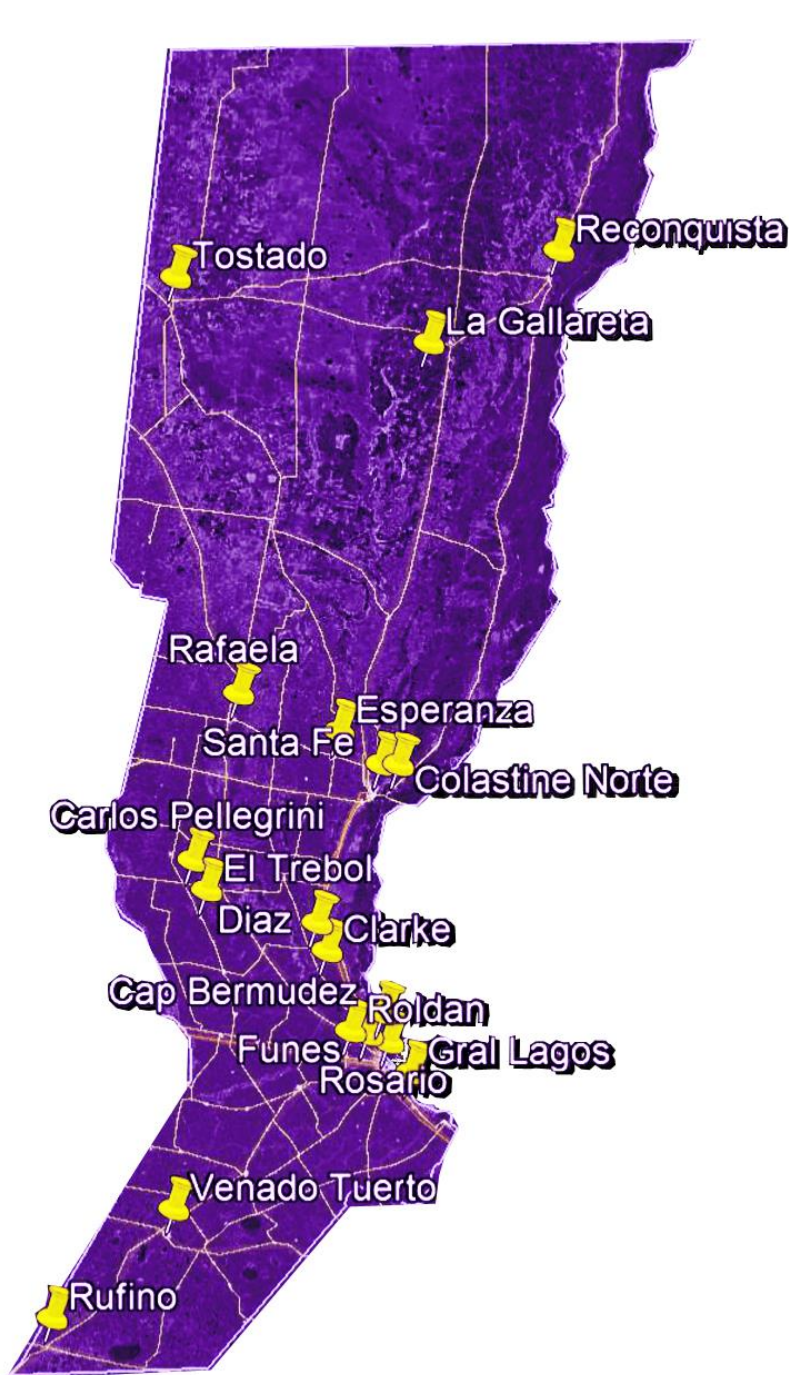 Reconquista
Tostado
La Gallareta
Rafaela
Esperanza
Santa Fe
Colastine Norte
Carlos Pellegrini
El Trebol
Diaz
Clarke
Cap Bermudez
Roldan
Funes
Gral Lagos
Rosario
Venado Tuerto
Rufino